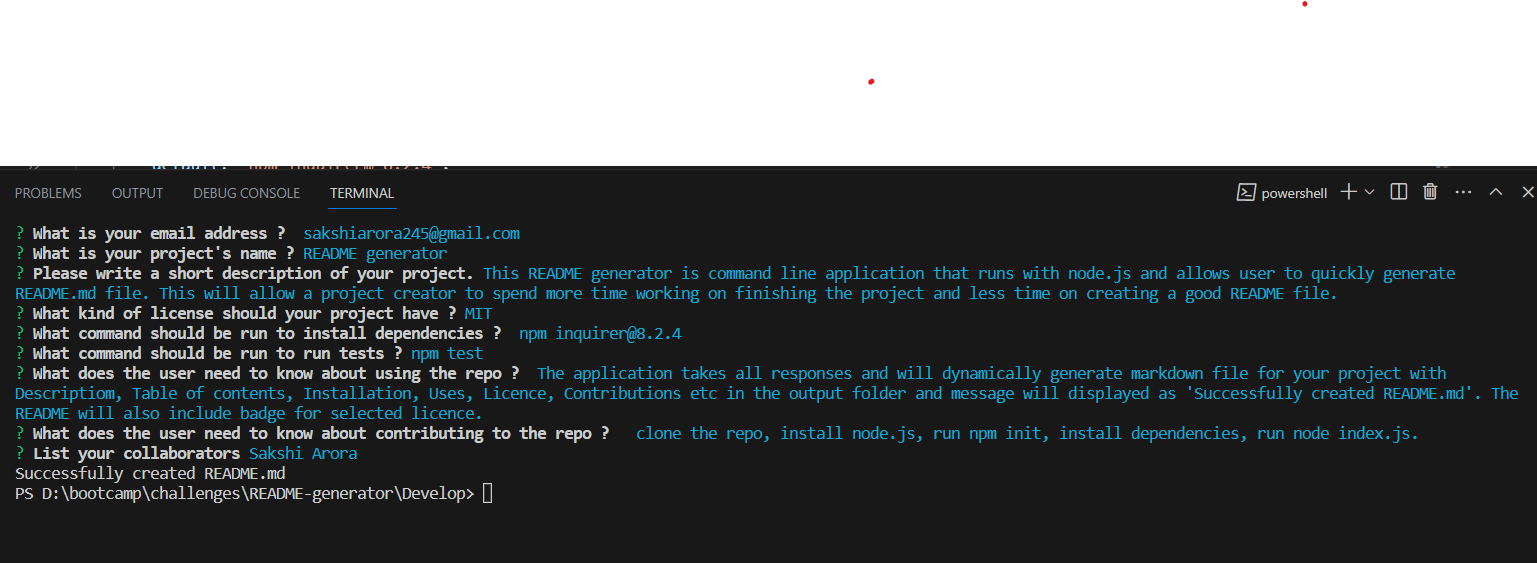 PROBLEMS OUTPUT DEBUG CONSOLE TERMINAL powershell
? What is your email address ?  sakshiarora245@gmail.com
? What is your project's name ? README generator
? Please write a short description of your project. This README generator is command line application that runs with node.js and allows user to quickly generate
README.md file. This will allow a project creator to spend more time working on finishing the project and less time on creating a good README file.
? What kind of license should your project have ? MIT
? What command should be run to install dependencies ?  npm inquirer@8.2.4
? What command should be run to run tests ? npm test
? What does the user need to know about using the repo ?  The application takes all responses and will dynamically generate markdown file for your project with
Descriptiom, Table of contents, Installation, Uses, Licence, Contributions etc in the output folder and message will displayed as 'Successfully created README.md'. The
README will also include badge for selected licence.
? What does the user need to know about contributing to the repo ?   clone the repo, install node.js, run npm init, install dependencies, run node index.js.
? List your collaborators Sakshi Arora
Successfully created README.md
PS D:\bootcamp\challenges\README-generator\Develop>